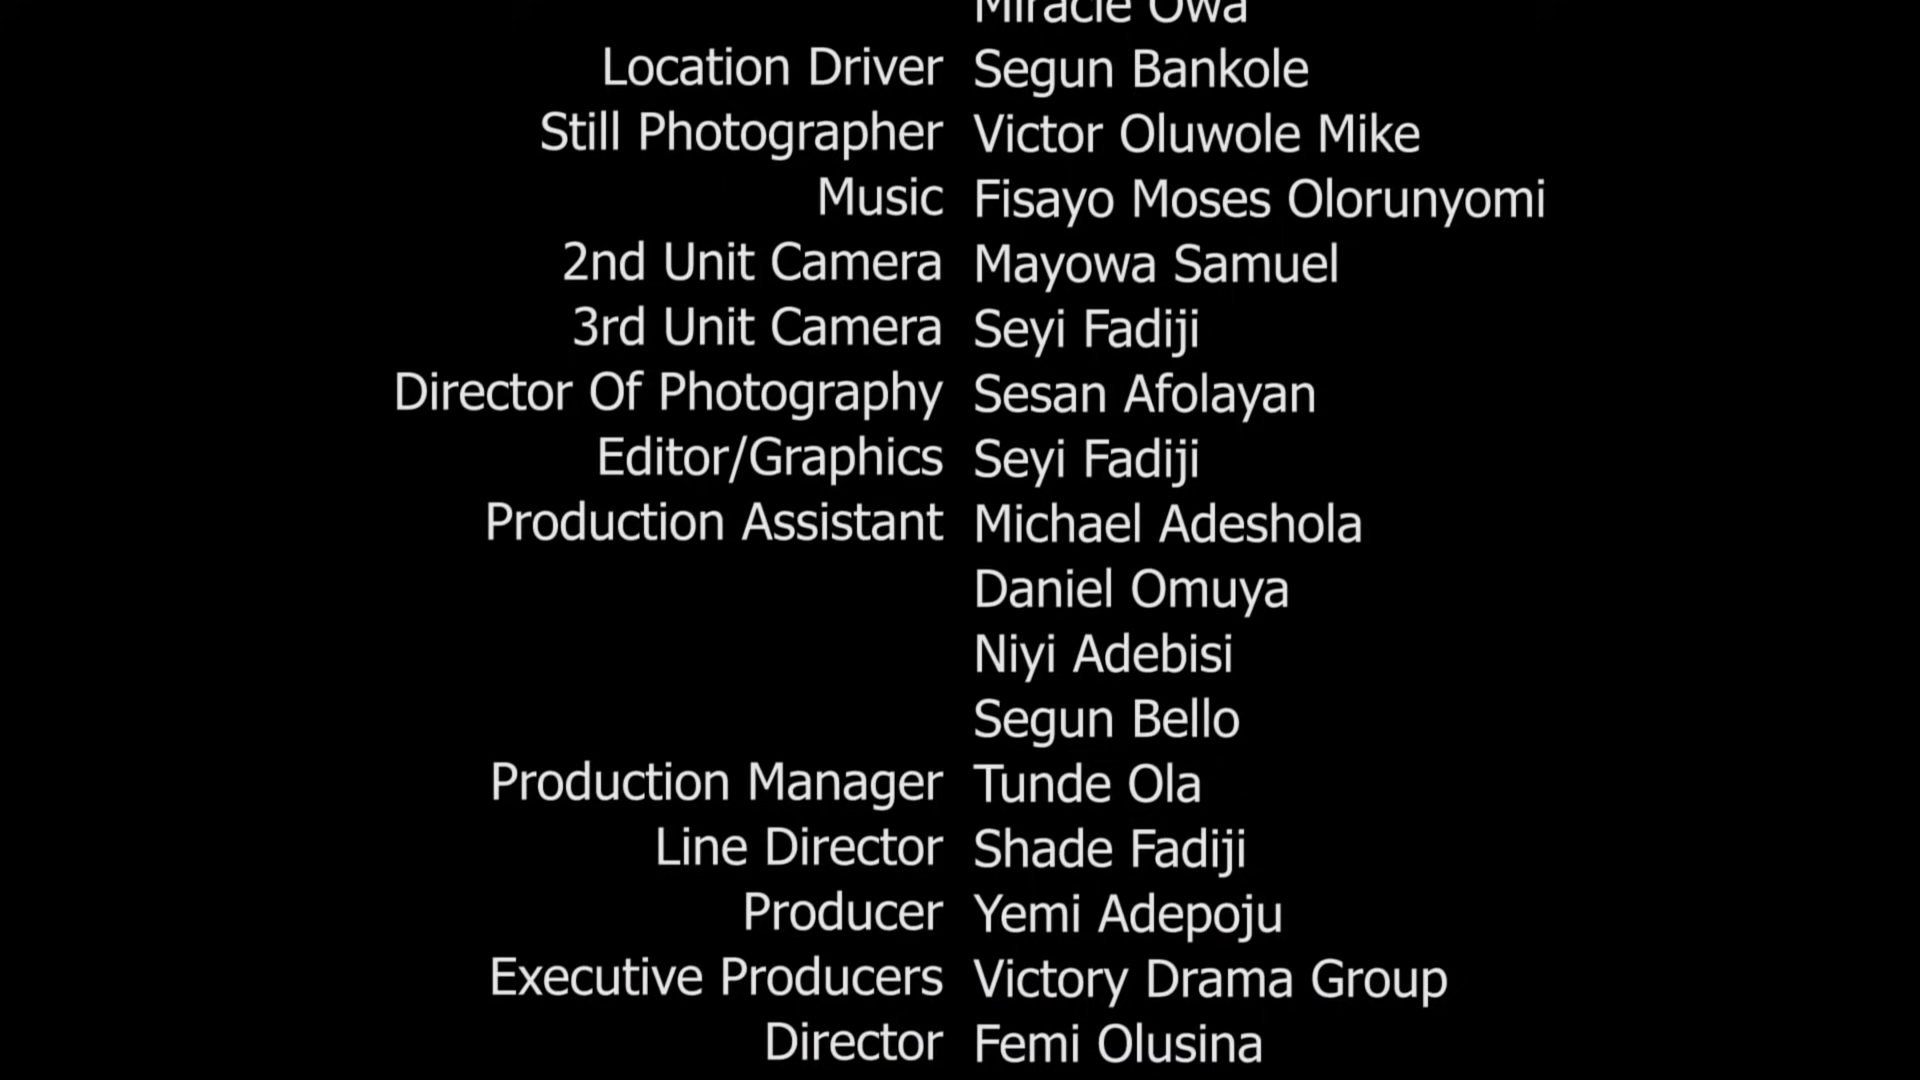 Miracle Owa
Location Driver Segun Bankole
Still Photographer Victor Oluwole Mike
Music Fisayo Moses Olorunyomi
2nd Unit Camera Mayowa Samuel
3rd Unit Camera Seyi Fadiji
Director Of Photography Sesan Afolayan
Editor/Graphics Seyi Fadiji
Production Assistant Michael Adeshola
Daniel Omuya
Niyi Adebisi
Segun Bello
Production Manager Tunde Ola
Line Director Shade Fadiji
Producer Yemi Adepoju
Executive Producers Victory Drama Group
Director Femi Olusina